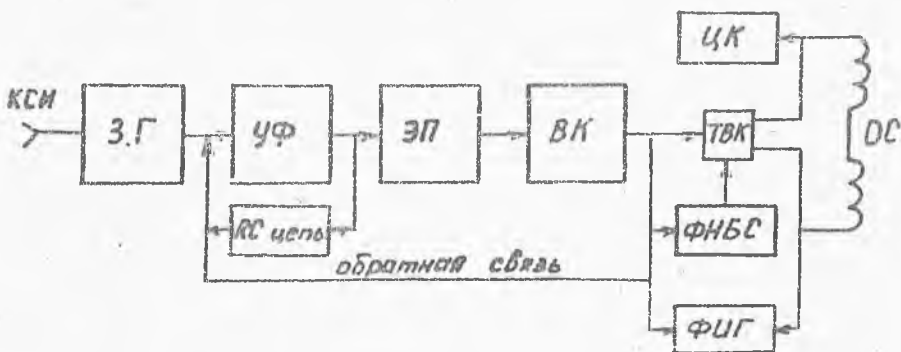 ЦК
КСИ
З.Г
УФ
ЭП
ВК
ТВК
ОС
RC цепь
ФНБС
обратная связь
ФИГ